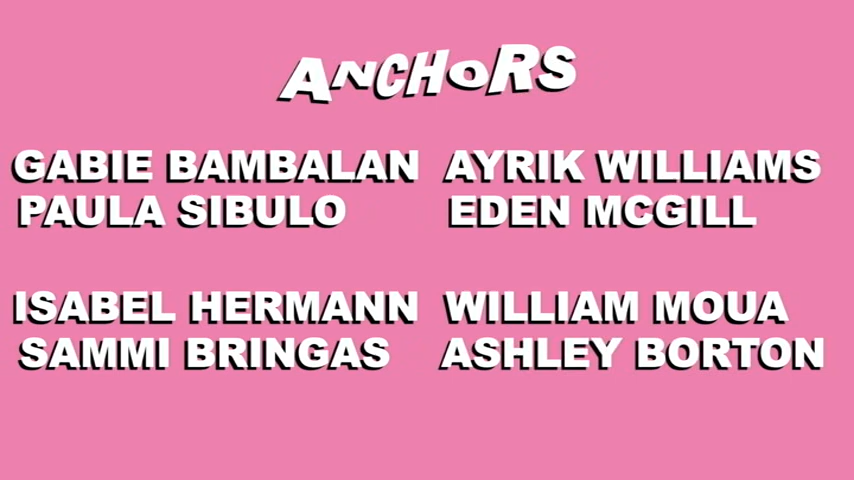 ANCHORS
GABIE BAMBALAN
PAULA SIBULO
AYRIK WILLIAMS
EDEN MCGILL
ISABEL HERMANN
SAMMI BRINGAS
WILLIAM MOUA
ASHLEY BORTON